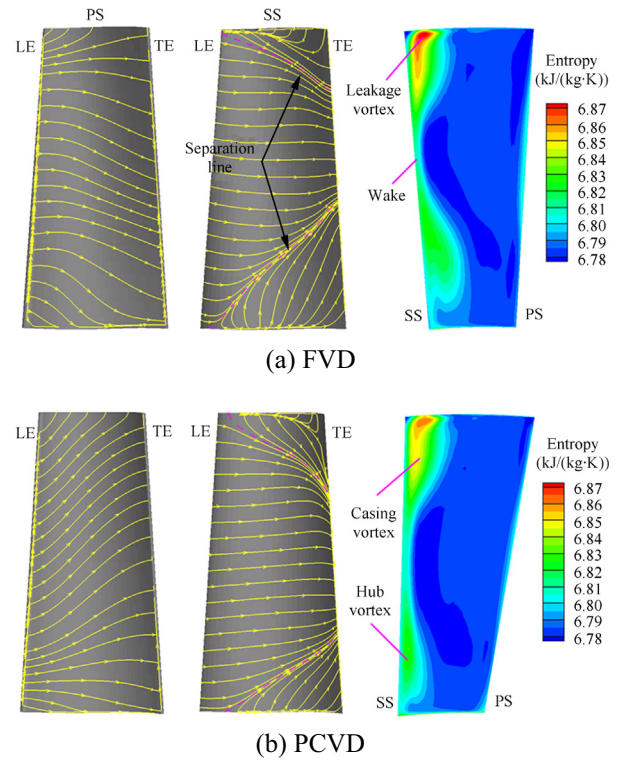 PS
SS
LE
TE
LE
TE
Separation
line
Leakage
vortex
Wake
SS
PS
Entropy
(kJ/(kg·K)
6.87
6.86
6.85
6.84
6.83
6.82
6.81
6.80
6.79
6.78
(a) FVD
LE
TE
LE
TE
Casing
vortex
Hub
vortex
SS
PS
Entropy
(kJ/(kg·K)
6.87
6.86
6.85
6.84
6.83
6.82
6.81
6.80
6.79
6.78
(b) PCVD